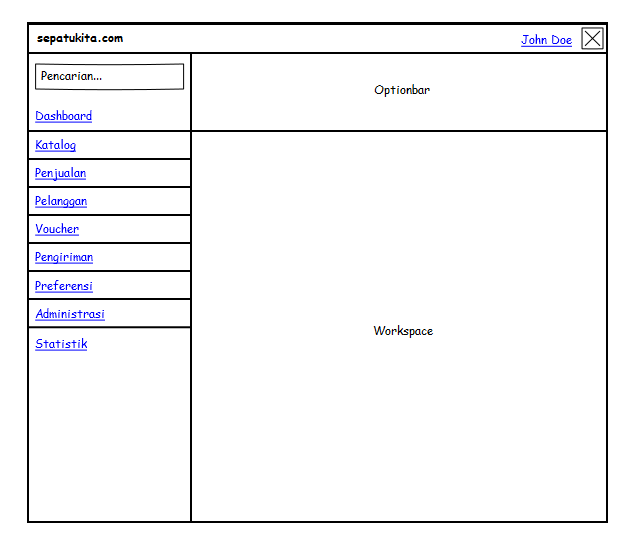 sepatukita.com
John Doe
Pencarian...
Optionbar
Dashboard
Katalog
Penjualan
Pelanggan
Voucher
Pengiriman
Preferensi
Administrasi
Statistik
Workspace